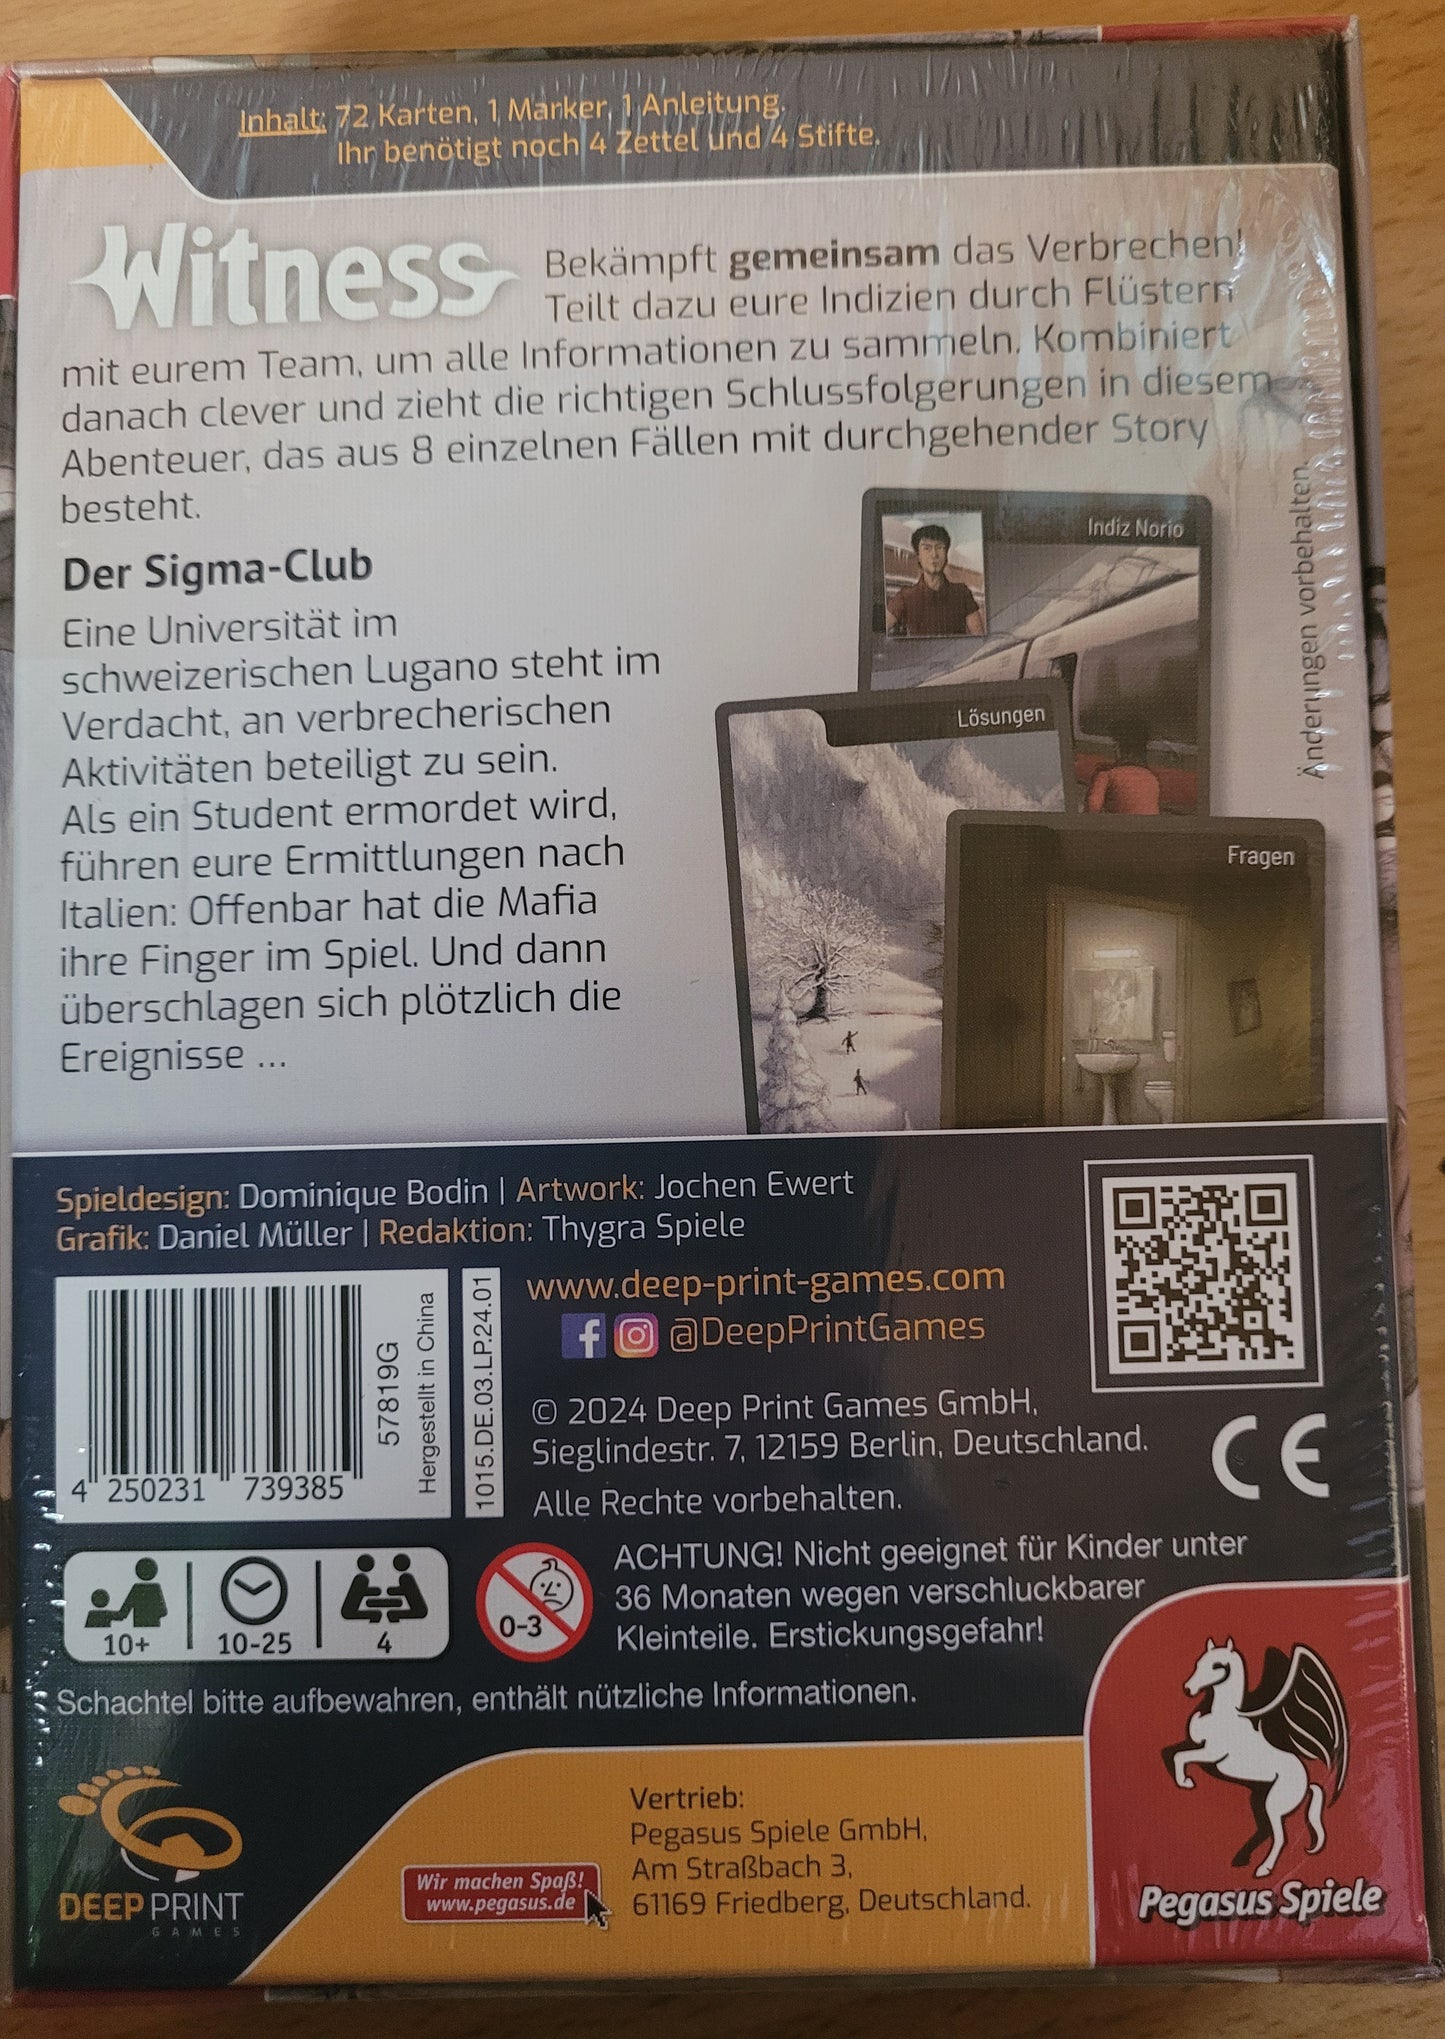 Inhalt: 72 Karten, 1 Marker, 1 Anleitung.
Ihr benötigt noch 4 Zettel und 4 Stifte.
Witness
Bekämpft gemeinsam das Verbrechen!
Teilt dazu eure Indizien durch Flüstern
mit eurem Team, um alle Informationen zu sammeln. Kombiniert
danach clever und zieht die richtigen Schlussfolgerungen in diesem
Abenteuer, das aus 8 einzelnen Fällen mit durchgehender Story
besteht.
Der Sigma-Club
Eine Universität im
schweizerischen Lugano steht im
Verdacht, an verbrecherischen
Aktivitäten beteiligt zu sein.
Als ein Student ermordet wird,
führen eure Ermittlungen nach
Italien: Offenbar hat die Mafia
ihre Finger im Spiel. Und dann
überschlagen sich plötzlich die
Ereignisse ...
Indiz Norio
Lösungen
Fragen
Änderungen vorbehalten.
Spieldesign: Dominique Bodin | Artwork: Jochen Ewert
Grafik: Daniel Müller | Redaktion: Thygra Spiele
4 250231 739385
57819G
Hergestellt in China
1015.DE.03.LP.24.01
www.deep-print-games.com
@DeepPrintGames
© 2024 Deep Print Games GmbH,
Sieglindestr. 7, 12159 Berlin, Deutschland.
Alle Rechte vorbehalten.
CE
10+
10-25
4
0-3
ACHTUNG! Nicht geeignet für Kinder unter
36 Monaten wegen verschluckbarer
Kleinteile. Erstickungsgefahr!
Schachtel bitte aufbewahren, enthält nützliche Informationen.
DEEP PRINT
GAMES
Wir machen Spaß!
www.pegasus.de
Vertrieb:
Pegasus Spiele GmbH,
Am Straßbach 3,
61169 Friedberg, Deutschland.
Pegasus Spiele